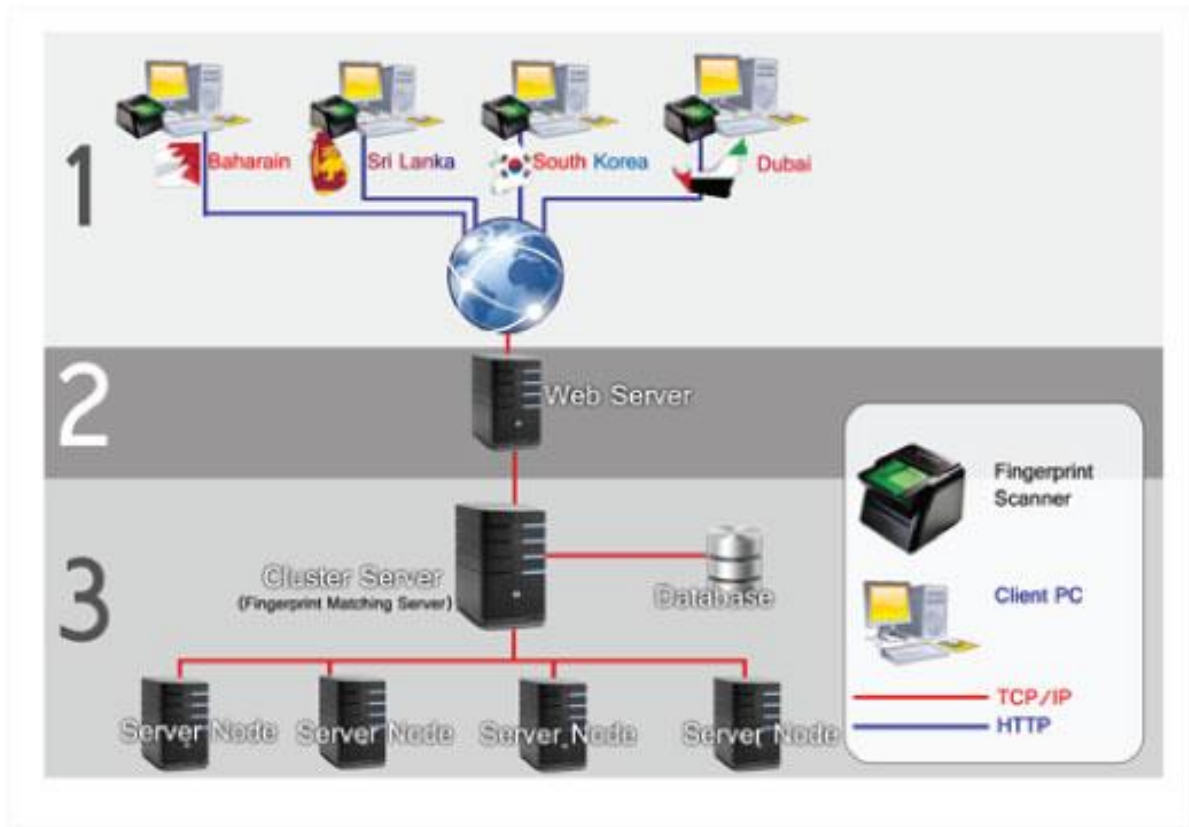 1
Baharain
Sri Lanka
South Korea
Dubai
2
Web Server
3
Cluster Server
(Fingerprint Matching Server)
Database
Server Node
Server Node
Server Node
Server Node
Fingerprint
Scanner
Client PC
TCP/IP
HTTP